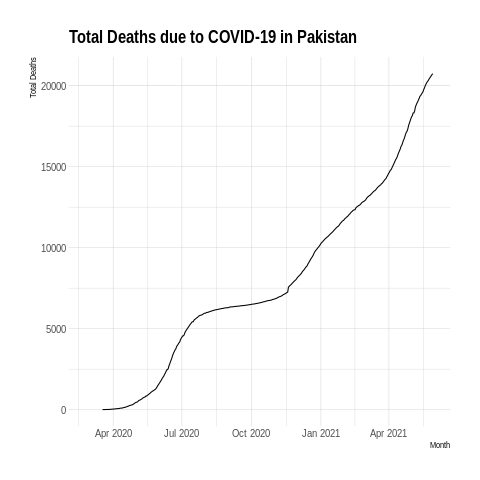 Total Deaths due to COVID-19 in Pakistan
Total Deaths
20000
15000
10000
5000
0
Apr 2020 Jul 2020 Oct 2020 Jan 2021 Apr 2021
Month